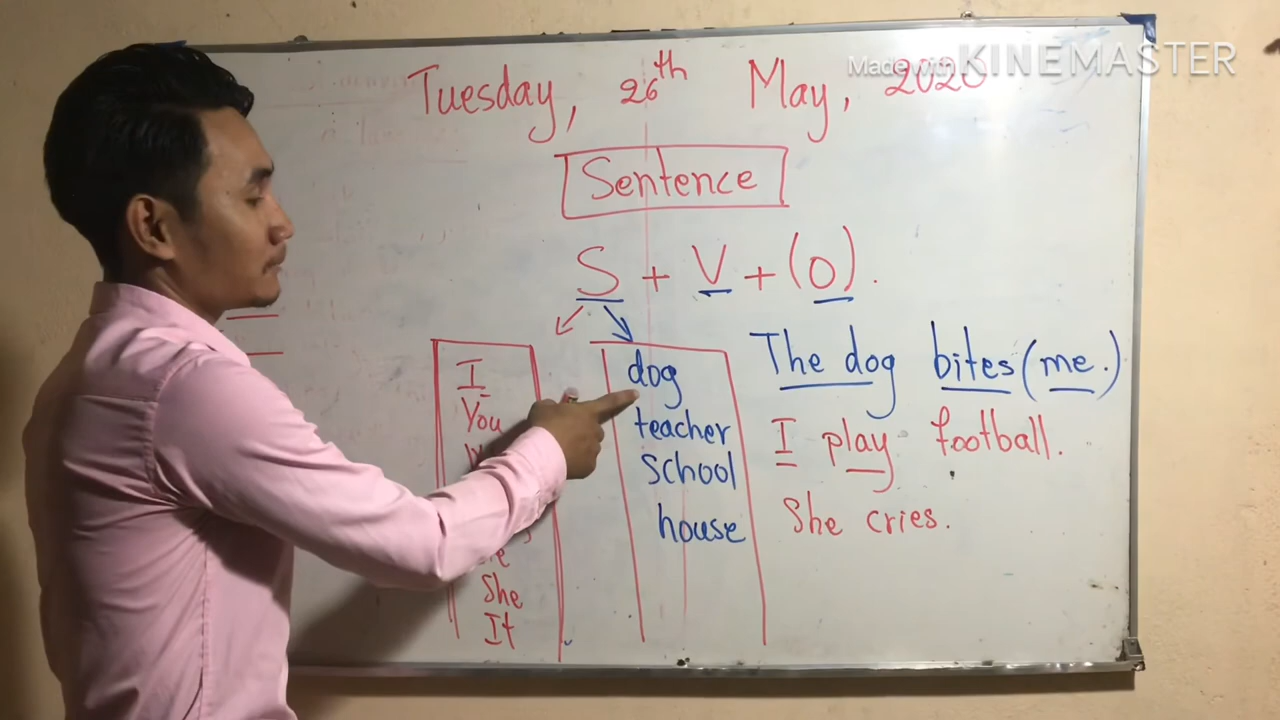 Made with KINEMASTER
Tuesday, 26th May, 2020
Sentence
S + V + (O).
I
You
She
It
dog
teacher
school
house
The dog bites (me.)
I play football.
She cries.